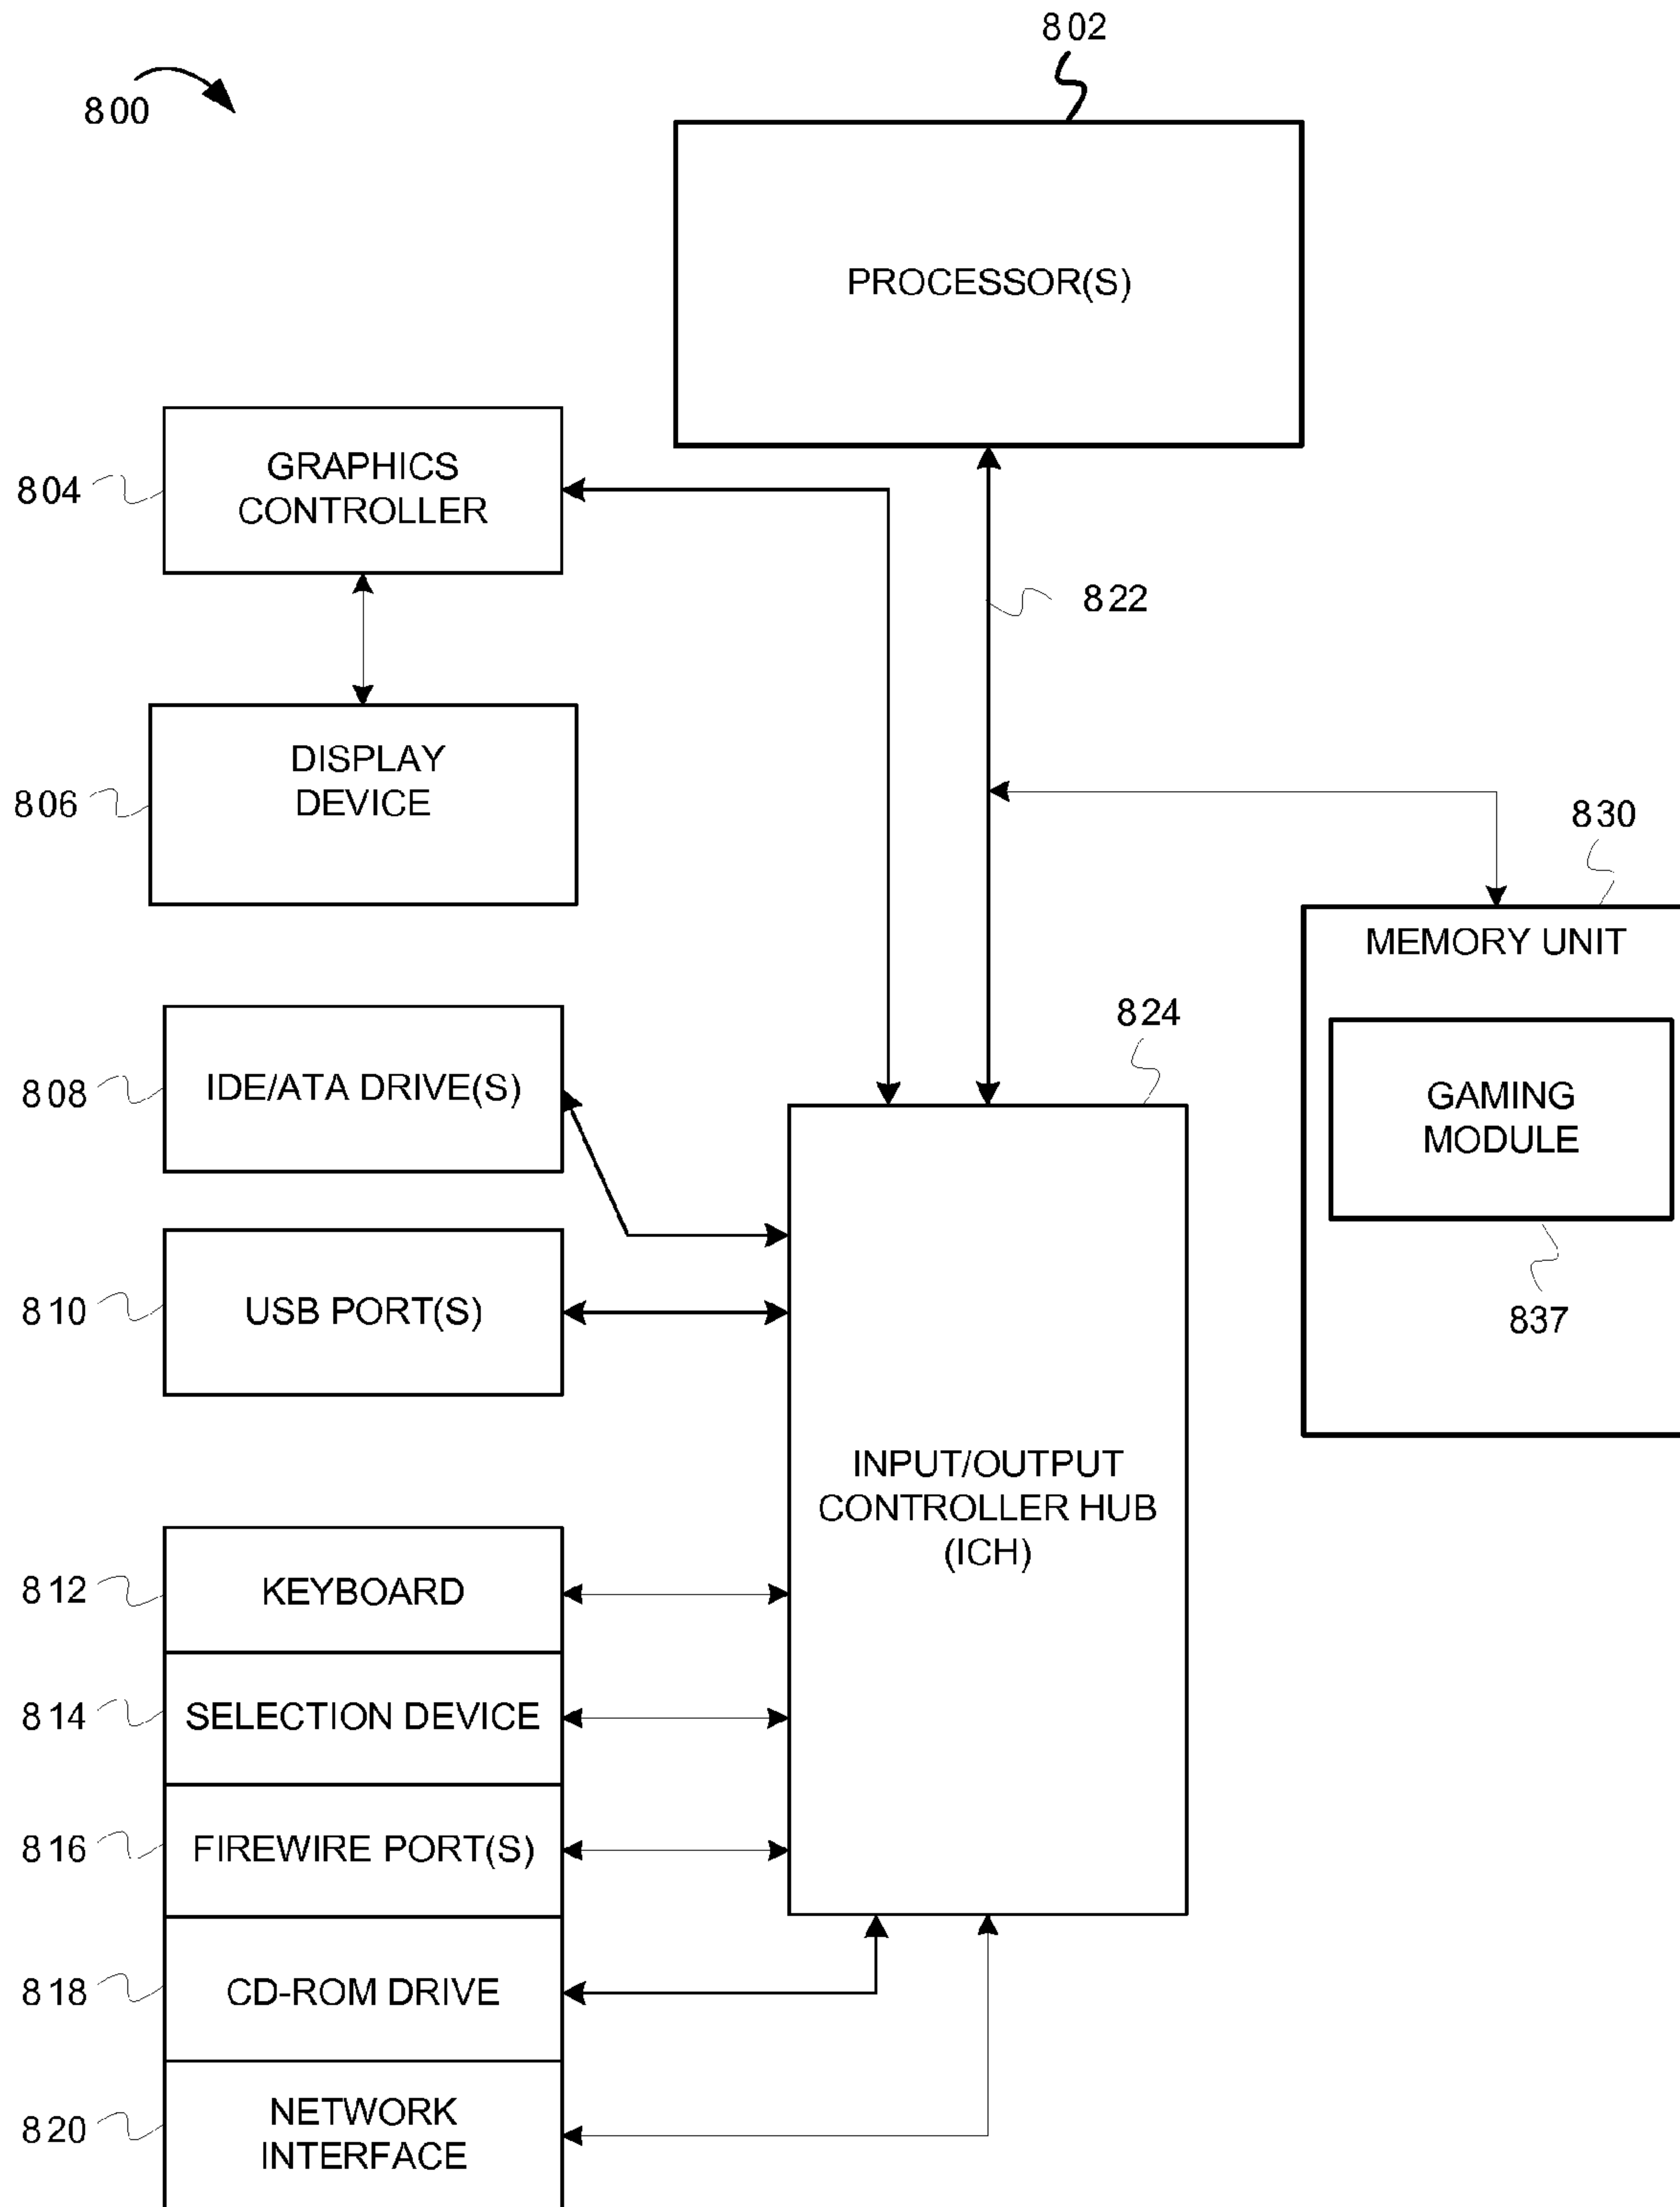 802
800
PROCESSOR(S)
804
GRAPHICS
CONTROLLER
822
806
DISPLAY
DEVICE
830
MEMORY UNIT
824
808
IDE/ATA DRIVE(S)
GAMING
MODULE
837
810
USB PORT(S)
INPUT/OUTPUT
CONTROLLER HUB
(ICH)
812
KEYBOARD
814
SELECTION DEVICE
816
FIREWIRE PORT(S)
818
CD-ROM DRIVE
820
NETWORK
INTERFACE